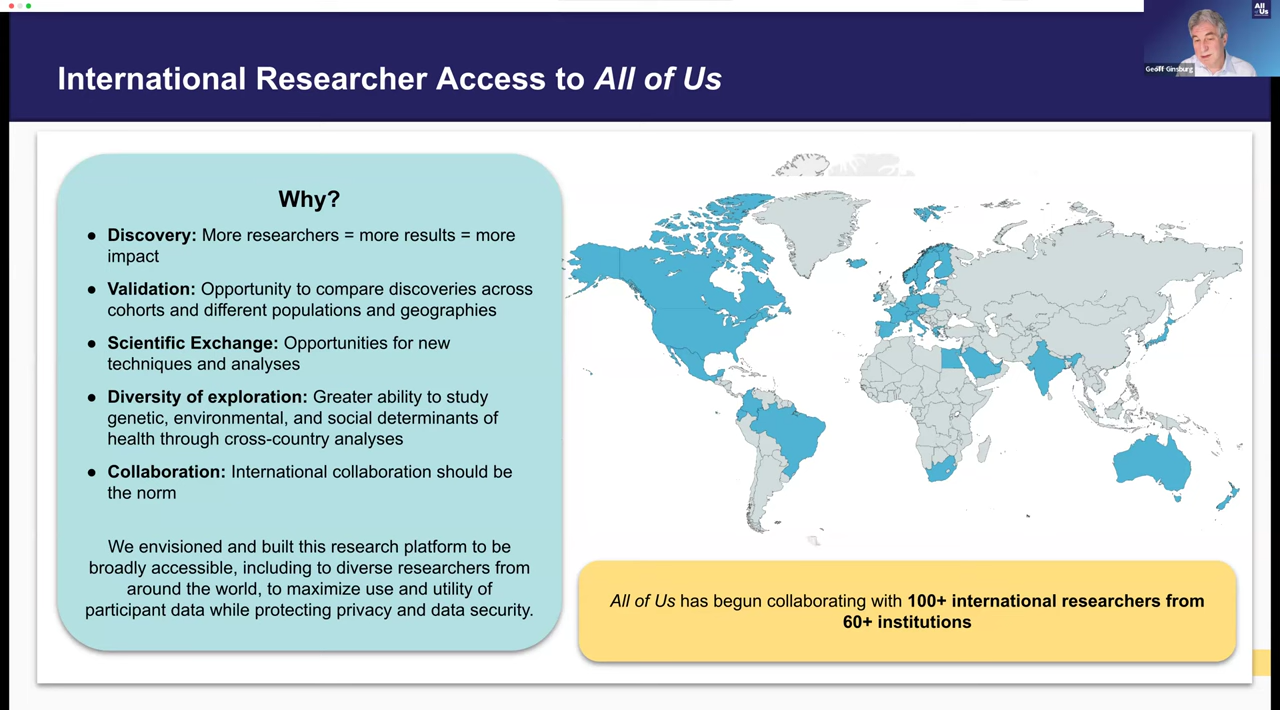 All
of Us
Geoff Ginsburg
International Researcher Access to All of Us
Why?
● Discovery: More researchers = more results = more
impact
● Validation: Opportunity to compare discoveries across
cohorts and different populations and geographies
● Scientific Exchange: Opportunities for new
techniques and analyses
● Diversity of exploration: Greater ability to study
genetic, environmental, and social determinants of
health through cross-country analyses
● Collaboration: International collaboration should be
the norm
We envisioned and built this research platform to be
broadly accessible, including to diverse researchers from
around the world, to maximize use and utility of
participant data while protecting privacy and data security.
All of Us has begun collaborating with 100+ international researchers from
60+ institutions